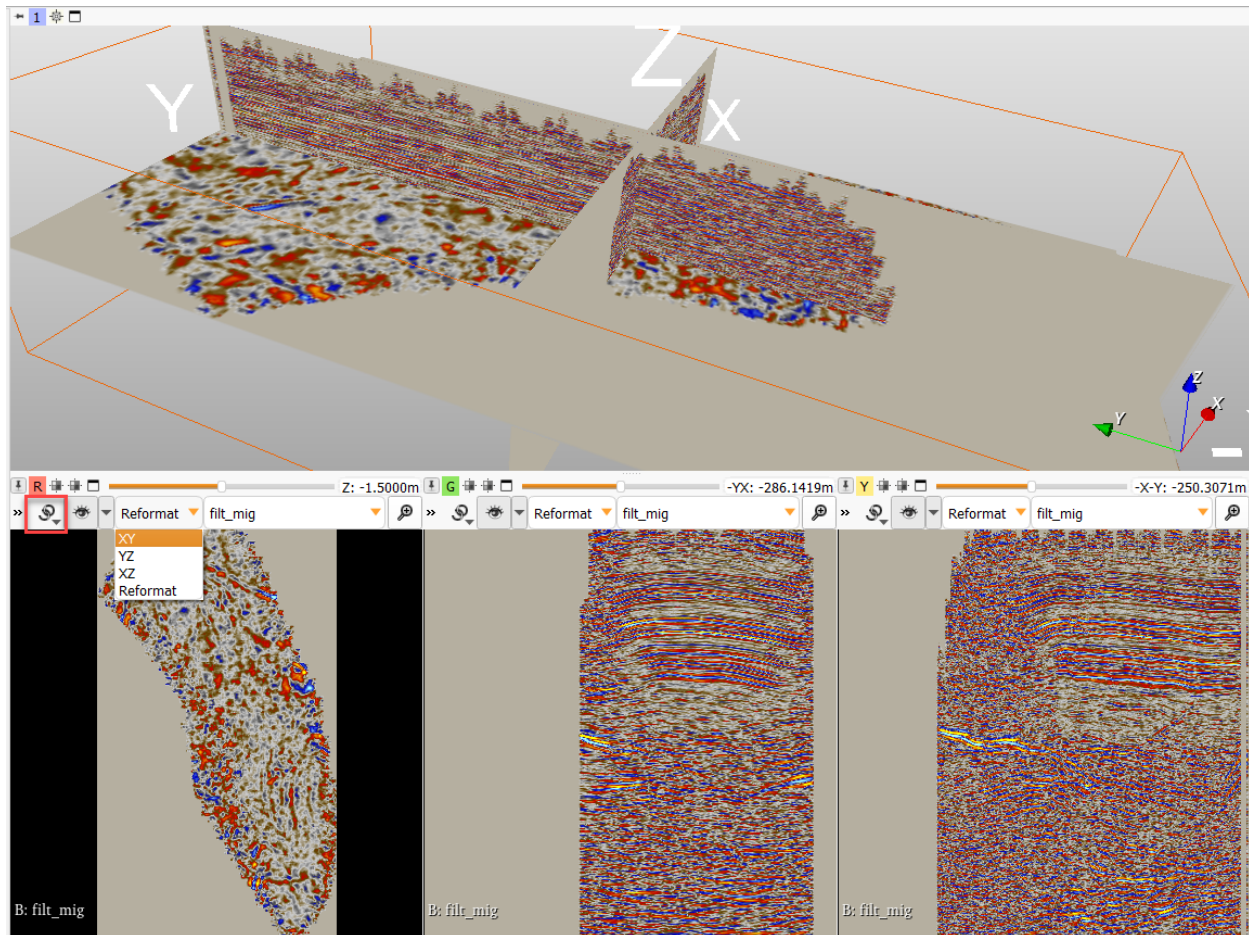 1
Z
Y
X
Z
X
Y
R
Z: -1.5000m
G
-YX: -286.1419m
Y
-X-Y: -250.3071m
» Reformat filt_mig
» Reformat filt_mig
» Reformat filt_mig
XY
YZ
XZ
Reformat
B: filt_mig
B: filt_mig
B: filt_mig